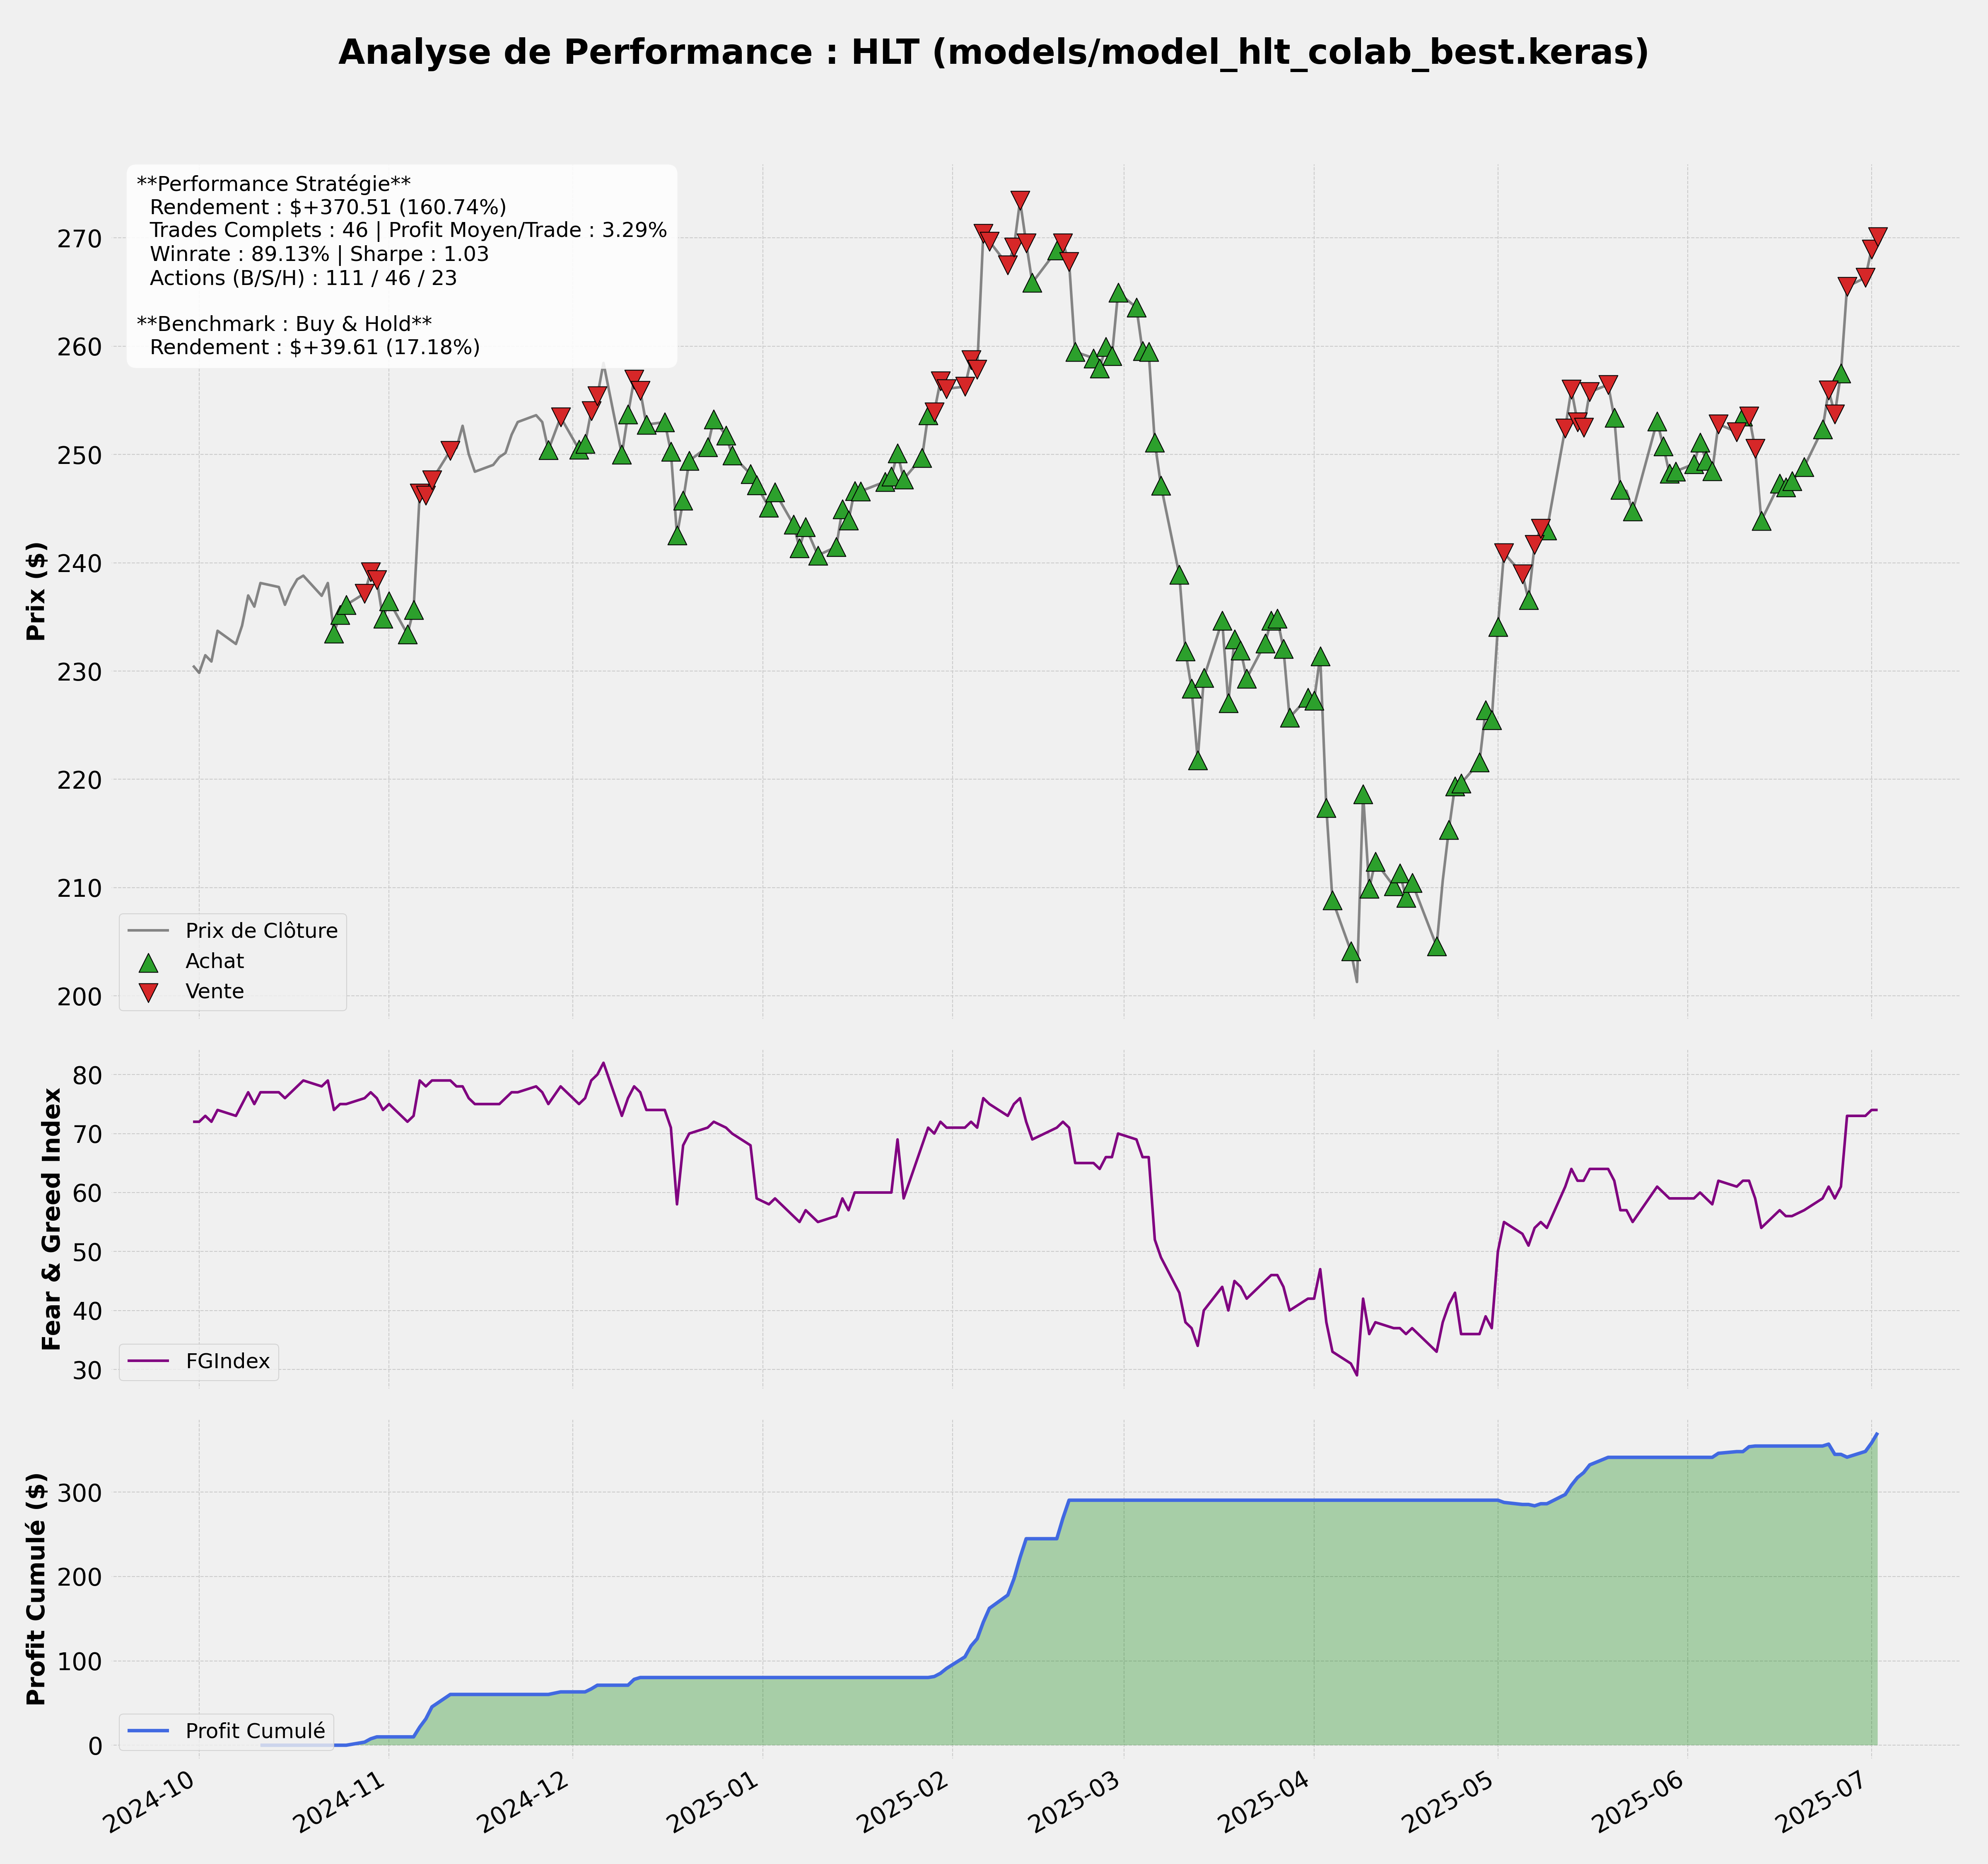 Analyse de Performance : HLT (models/model_hlt_colab_best.keras)
**Performance Stratégie**
Rendement : $+370.51 (160.74%)
Trades Complets : 46 | Profit Moyen/Trade : 3.29%
Winrate : 89.13% | Sharpe : 1.03
Actions (B/S/H) : 111 / 46 / 23
**Benchmark : Buy & Hold**
Rendement : $+39.61 (17.18%)
Prix ($)
270
260
250
240
230
220
210
200
Prix de Clôture
Achat
Vente
Fear & Greed Index
80
70
60
50
40
30
FGIndex
Profit Cumulé ($)
300
200
100
0
Profit Cumulé
2024-10
2024-11
2024-12
2025-01
2025-02
2025-03
2025-04
2025-05
2025-06
2025-07